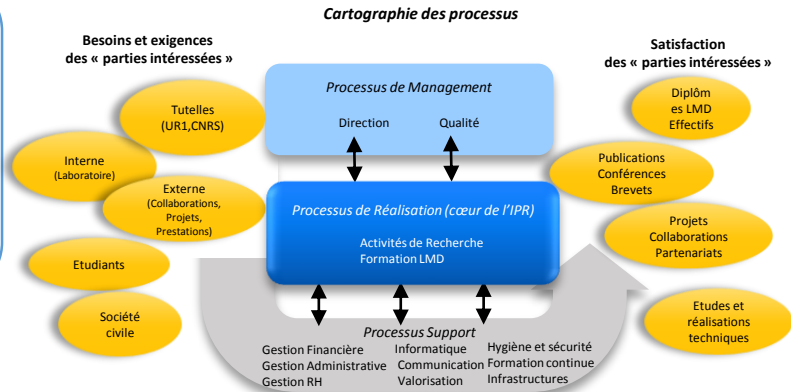 Cartographie des processus
Besoins et exigences
des « parties intéressées »
Tutelles
(UR1,CNRS)
Interne
(Laboratoire)
Externe
(Collaborations,
Projets,
Prestations)
Etudiants
Société
civile
Processus de Management
Direction
Qualité
Processus de Réalisation (cœur de l'IPR)
Activités de Recherche
Formation LMD
Processus Support
Gestion Financière
Gestion Administrative
Gestion RH
Informatique
Communication
Valorisation
Hygiène et sécurité
Formation continue
Infrastructures
Satisfaction
des « parties intéressées »
Diplôm
es LMD
Effectifs
Publications
Conférences
Brevets
Projets
Collaborations
Partenariats
Etudes et
réalisations
techniques